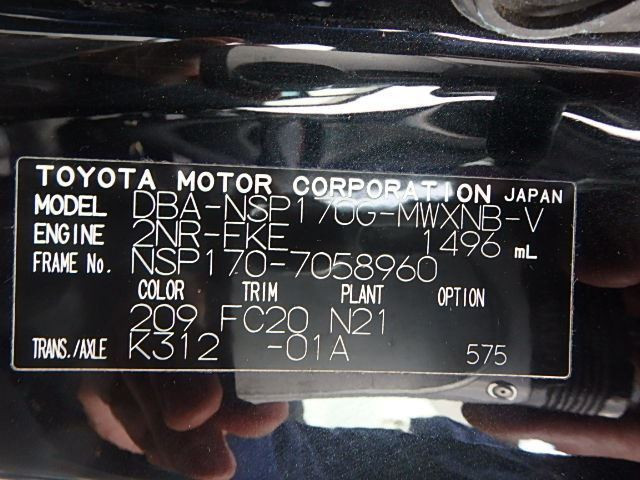 TOYOTA MOTOR CORPORATION JAPAN
MODEL DBA-NSP170G-MWXNB-V
ENGINE 2NR-FKE 1496 mL
FRAME No. NSP170-7058960
COLOR TRIM PLANT OPTION
209 FC20 N21
TRANS./AXLE K312 -01A 575